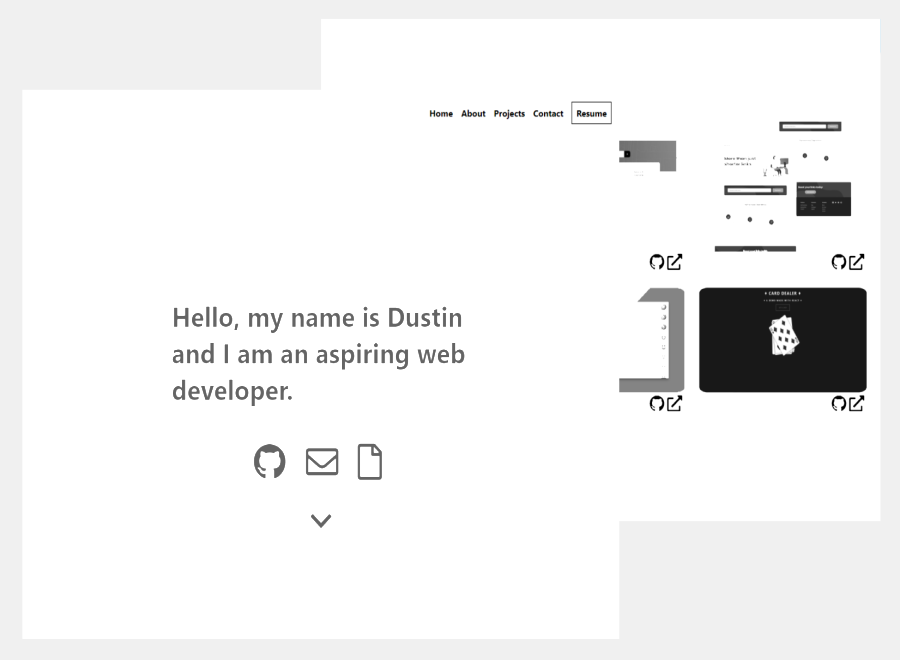 Home About Projects Contact Resume
Hello, my name is Dustin
and I am an aspiring web
developer.
✦ CARD DEALER ✦